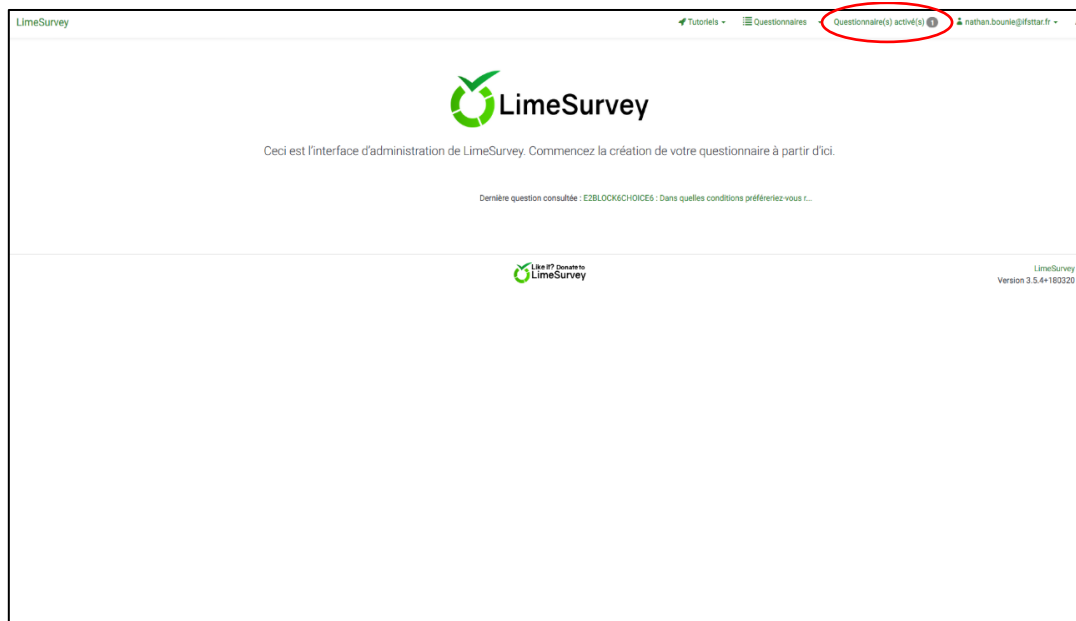 LimeSurvey
Tutoriels
Questionnaires
Questionnaire(s) activé(s) 1
nathan.bounie@ifsttar.fr
LimeSurvey
Ceci est l'interface d'administration de LimeSurvey. Commencez la création de votre questionnaire à partir d'ici.
Dernière question consultée : E2BLOCK6CHOICE6 : Dans quelles conditions préféreriez-vous r...
Like it? Donate to
LimeSurvey
LimeSurvey
Version 3.5.4+180320